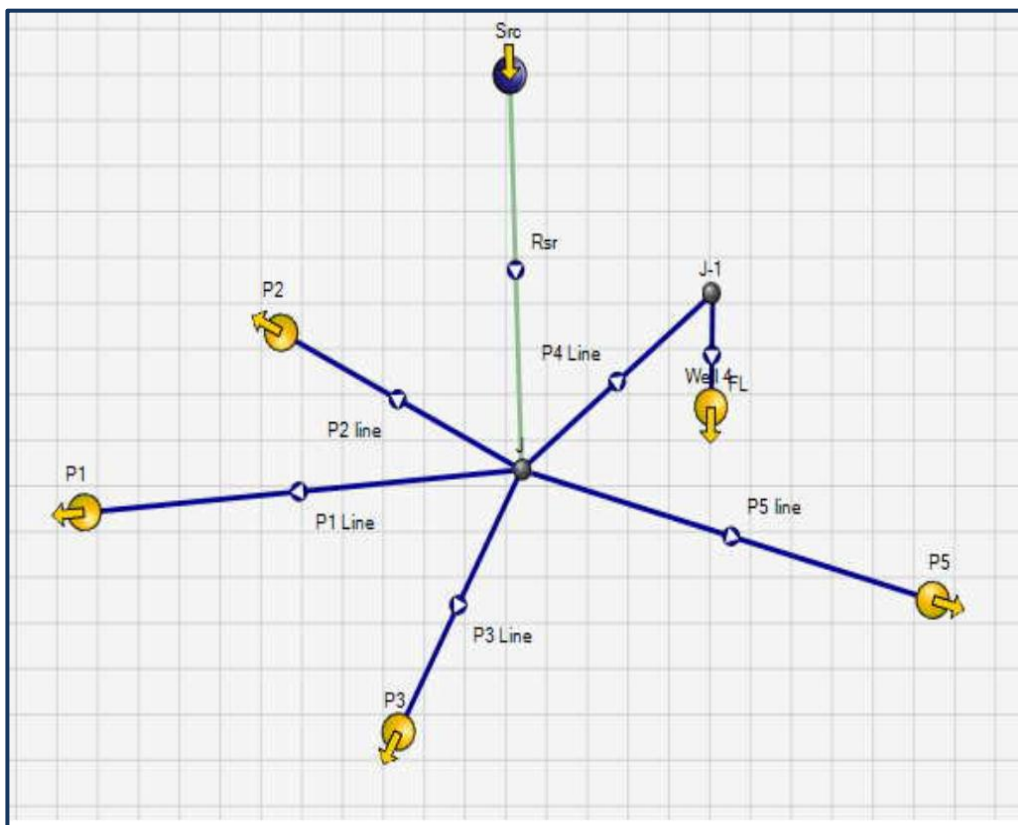 Src
Rsr
J-1
P2
P4 Line
Well 4
FL
P2 line
J
P1
P1 Line
P5 line
P5
P3 Line
P3